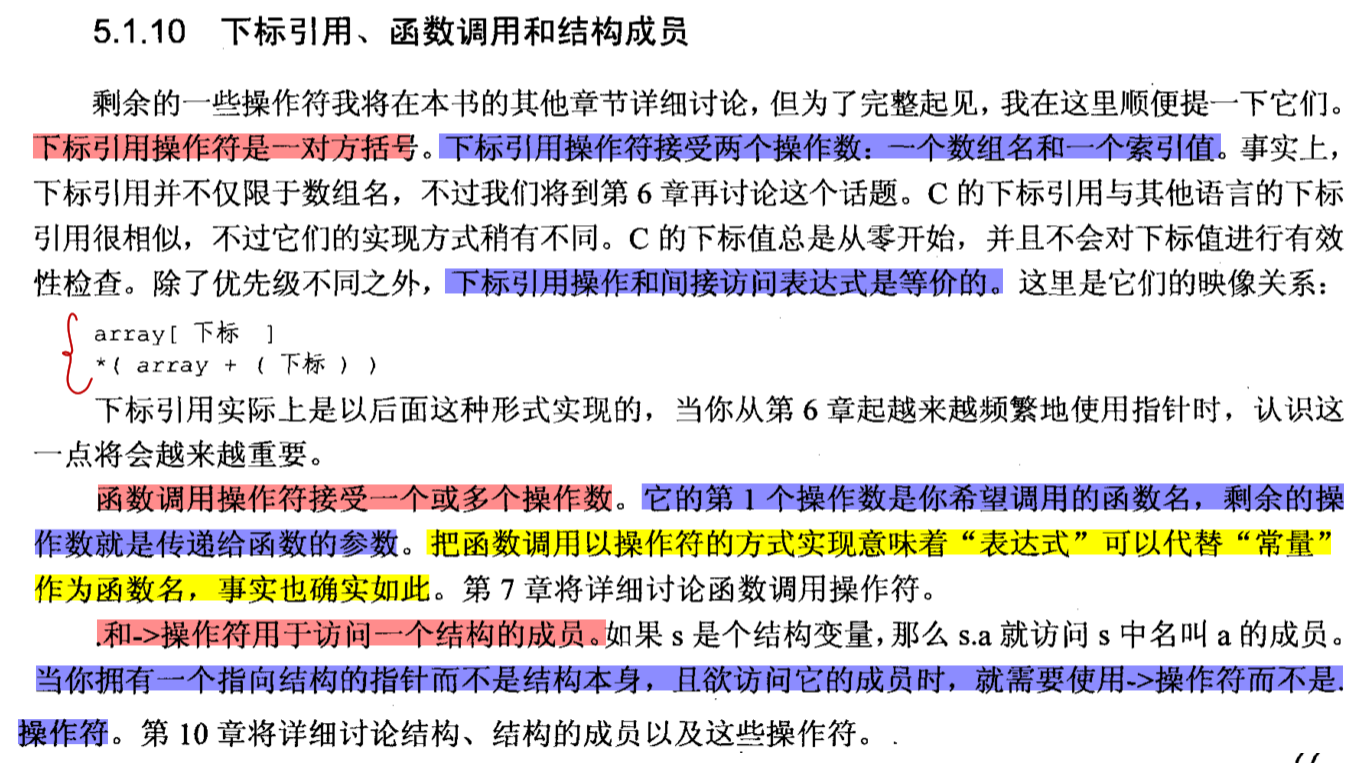 5.1.10 下标引用、函数调用和结构成员
剩余的一些操作符我将在本书的其他章节详细讨论，但为了完整起见，我在这里顺便提一下它们。
下标引用操作符是一对方括号。下标引用操作符接受两个操作数：一个数组名和一个索引值。事实上，
下标引用并不仅限于数组名，不过我们将到第 6 章再讨论这个话题。C 的下标引用与其他语言的下标
引用很相似，不过它们的实现方式稍有不同。C 的下标值总是从零开始，并且不会对下标值进行有效
性检查。除了优先级不同之外，下标引用操作和间接访问表达式是等价的。这里是它们的映像关系：
array[ 下标 ]
*( array + ( 下标 ) )
下标引用实际上是以后面这种形式实现的，当你从第 6 章起越来越频繁地使用指针时，认识这
一点将会越来越重要。
函数调用操作符接受一个或多个操作数。它的第 1 个操作数是你希望调用的函数名，剩余的操
作数就是传递给函数的参数。把函数调用以操作符的方式实现意味着“表达式”可以代替“常量”
作为函数名，事实也确实如此。第 7 章将详细讨论函数调用操作符。
.和->操作符用于访问一个结构的成员。如果 s 是个结构变量，那么 s.a 就访问 s 中名叫 a 的成员。
当你拥有一个指向结构的指针而不是结构本身，且欲访问它的成员时，就需要使用->操作符而不是.
操作符。第 10 章将详细讨论结构、结构的成员以及这些操作符。